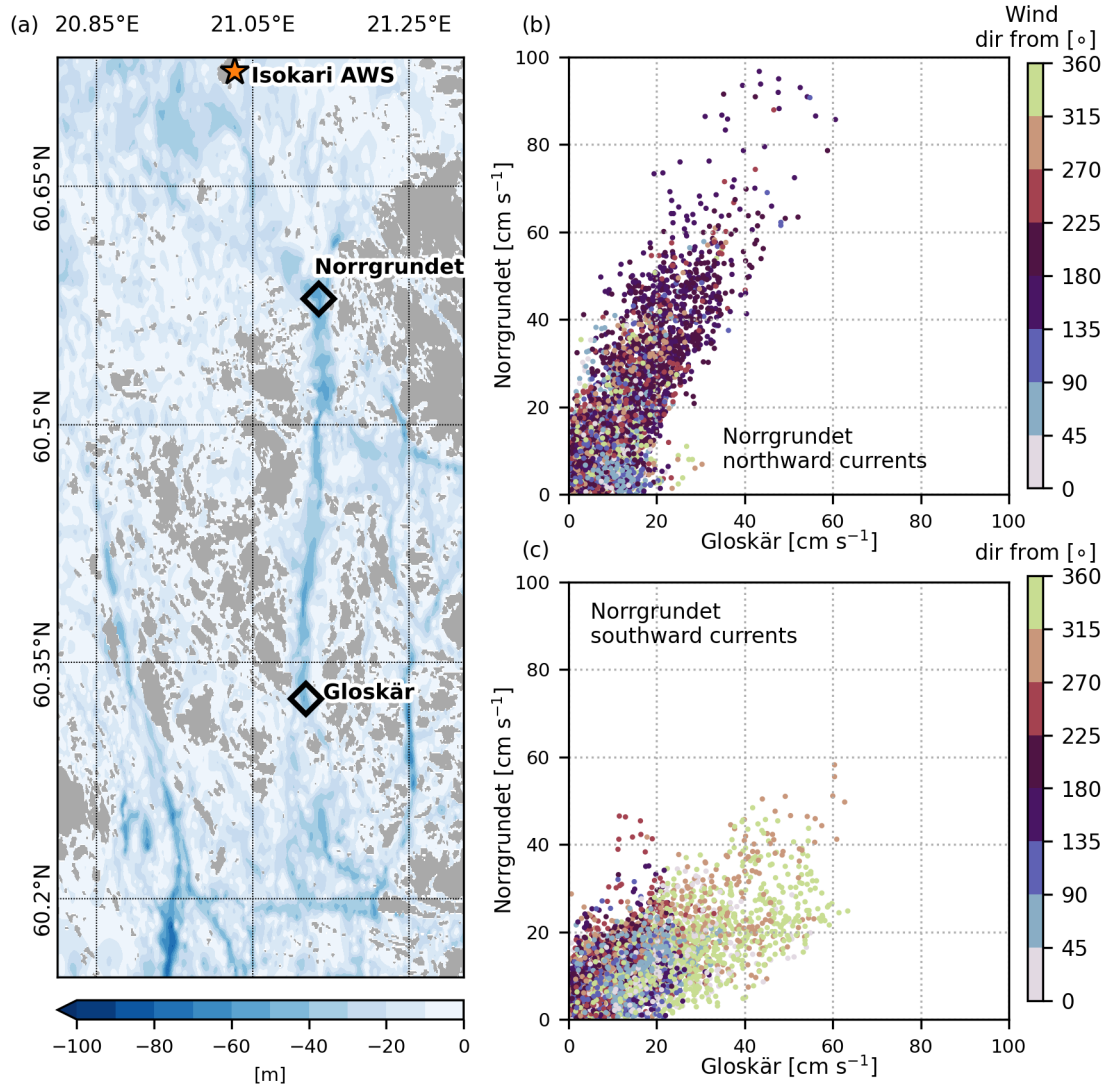 (a)
20.85°E
21.05°E
21.25°E
Isokari AWS
60.65°N
Norrgrundet
60.5°N
60.35°N
Gloskär
60.2°N
−100
−80
−60
−40
−20
0
[m]
(b)
Wind
dir from [∘]
100
80
60
40
20
0
Norrgrundet [cm s⁻¹]
Norrgrundet
northward currents
0
20
40
60
80
100
Gloskär [cm s⁻¹]
360
315
270
225
180
135
90
45
0
(c)
dir from [∘]
100
80
60
40
20
0
Norrgrundet [cm s⁻¹]
Norrgrundet
southward currents
0
20
40
60
80
100
Gloskär [cm s⁻¹]
360
315
270
225
180
135
90
45
0